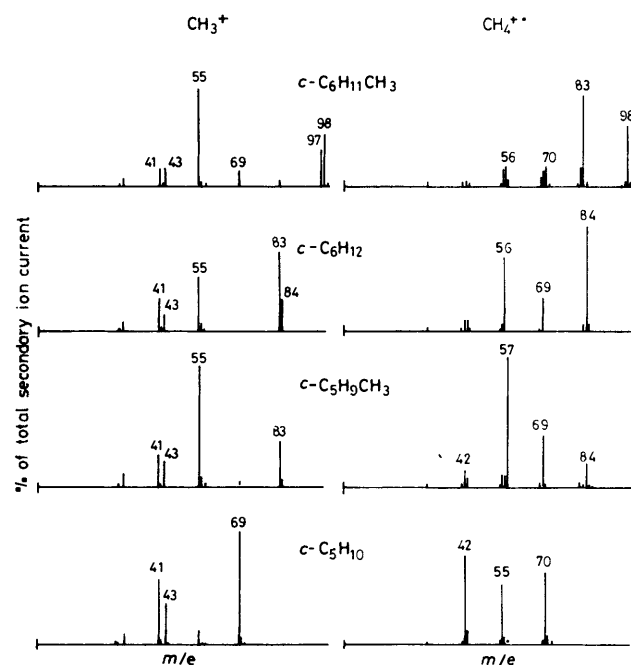 CH₃⁺ CH₄⁺•
c-C₆H₁₁CH₃
55 83
98 98
97
41 43 69 56 70
c-C₆H₁₂
83 84
55 56
41 43 84 69
c-C₅H₉CH₃
55 57
83 69
41 43 42 84
c-C₅H₁₀
69 42
41 43 55 70
m/e m/e
% of total secondary ion current